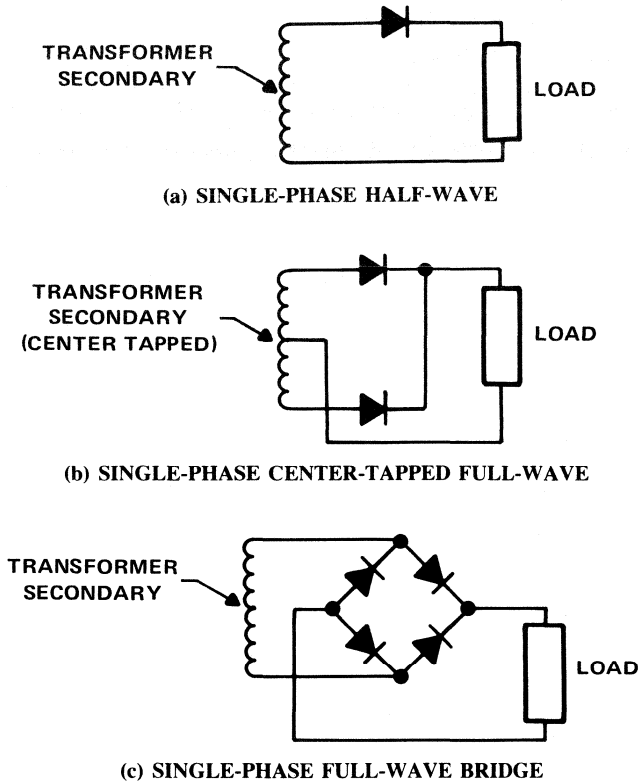 TRANSFORMER
SECONDARY
LOAD
(a) SINGLE-PHASE HALF-WAVE
TRANSFORMER
SECONDARY
(CENTER TAPPED)
LOAD
(b) SINGLE-PHASE CENTER-TAPPED FULL-WAVE
TRANSFORMER
SECONDARY
LOAD
(c) SINGLE-PHASE FULL-WAVE BRIDGE